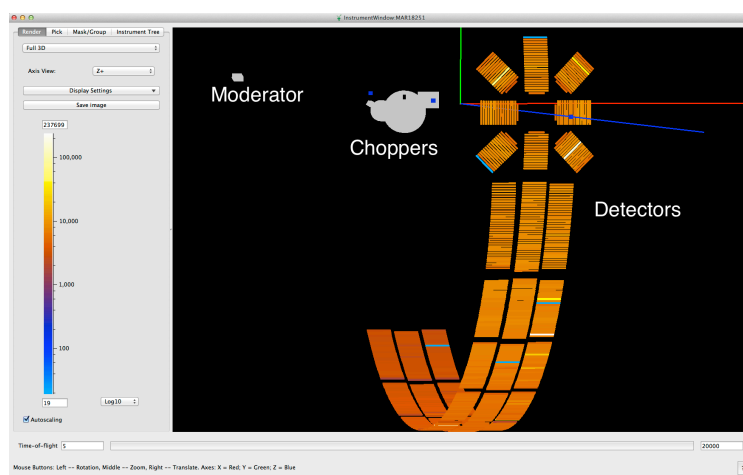 InstrumentWindow MAR18251
Render Pick Mask/Group Instrument Tree
Full 3D
Axis View: Z+
Display Settings
Save image
237699
100,000
10,000
1,000
100
19
Log10
Autoscaling
Moderator
Choppers
Detectors
Time-of-flight 5 20000
Mouse Buttons: Left -- Rotation, Middle -- Zoom, Right -- Translate. Axes: X = Red; Y = Green; Z = Blue